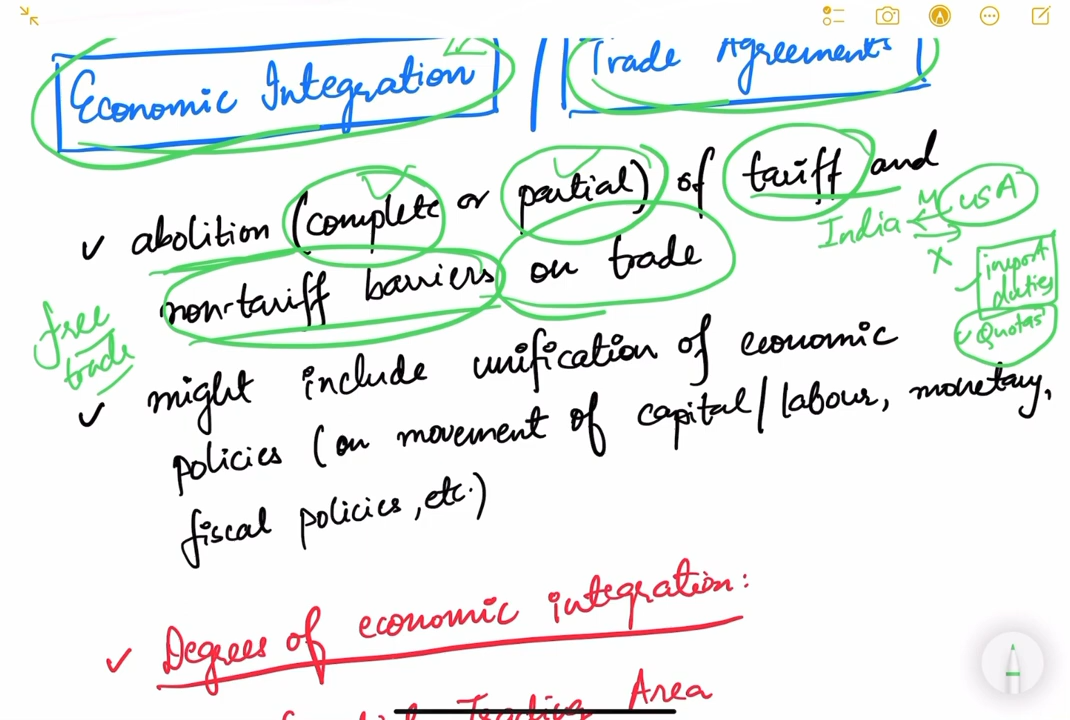 Economic Integration / Trade Agreements
✓ abolition (complete or partial) of tariff and
non-tariff barriers on trade
India M USA
X
import
duties
Quotas
free
trade
✓ might include unification of economic
policies (on movement of capital/labour, monetary,
fiscal policies, etc.)
✓ Degrees of economic integration:
Trading Area